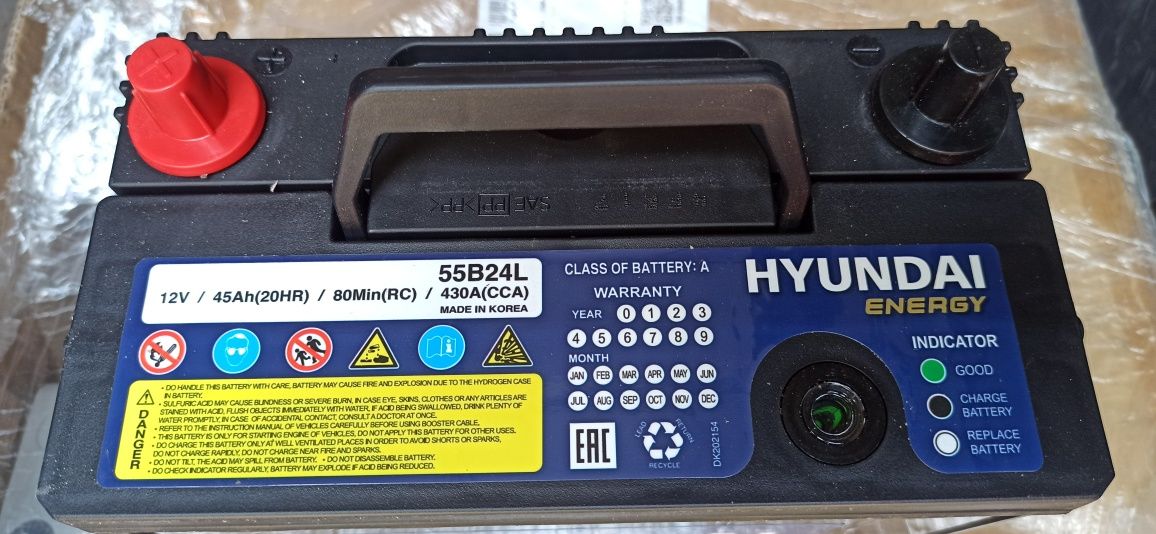 +
+ −
SAE PP >PP<
55B24L
12V / 45Ah(20HR) / 80Min(RC) / 430A(CCA)
MADE IN KOREA
DANGER
• DO HANDLE THIS BATTERY WITH CARE, BATTERY MAY CAUSE FIRE AND EXPLOSION DUE TO THE HYDROGEN CASE
IN BATTERY.
• SULFURIC ACID MAY CAUSE BLINDNESS OR SEVERE BURN, IN CASE EYE, SKINS, CLOTHES OR ANY ARTICLES ARE
STAINED WITH ACID, FLUSH OBJECTS IMMEDIATELY WITH WATER, IF ACID BEING SWALLOWED, DRINK PLENTY OF
WATER PROMPTLY, IN CASE OF ACCIDENTAL CONTACT, CONSULT A DOCTOR AT ONCE.
• REFER TO THE INSTRUCTION MANUAL OF VEHICLES CAREFULLY BEFORE USING BOOSTER CABLE.
• THIS BATTERY IS ONLY FOR STARTING ENGINE OF VEHICLES, DO NOT APPLY THIS BATTERY FOR OTHER USES.
• DO CHARGE THIS BATTERY ONLY AT WELL VENTILATED PLACES IN ORDER TO AVOID SHORTS OR SPARKS,
DO NOT CHARGE RAPIDLY, DO NOT CHARGE NEAR FIRE AND SPARKS.
• DO NOT TILT, THE ACID MAY SPILL FROM BATTERY. • DO NOT DISASSEMBLE BATTERY.
• DO CHECK INDICATOR REGULARLY, BATTERY MAY EXPLODE IF ACID BEING REDUCED.
CLASS OF BATTERY: A
WARRANTY
YEAR 0 1 2 3
4 5 6 7 8 9
MONTH
JAN FEB MAR APR MAY JUN
JUL AUG SEP OCT NOV DEC
EAC
LEAD RETURN
RECYCLE
DK202154
HYUNDAI
ENERGY
INDICATOR
GOOD
CHARGE
BATTERY
REPLACE
BATTERY